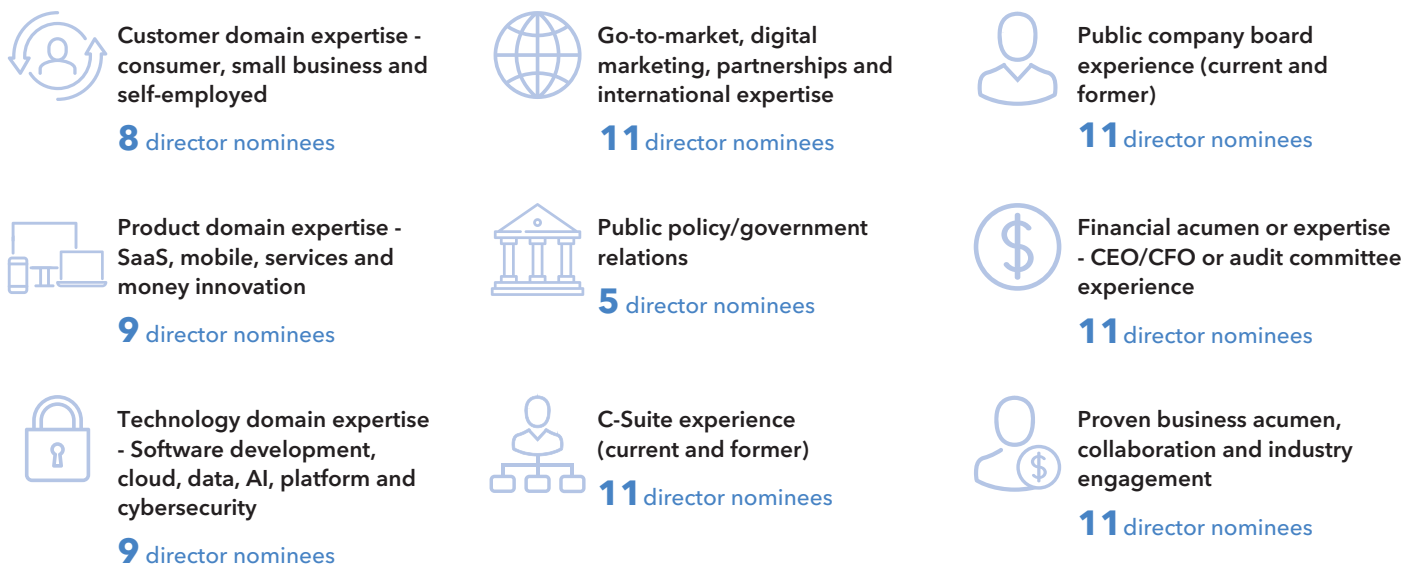 Customer domain expertise -
consumer, small business and
self-employed
8 director nominees
Go-to-market, digital
marketing, partnerships and
international expertise
11 director nominees
Public company board
experience (current and
former)
11 director nominees
Product domain expertise -
SaaS, mobile, services and
money innovation
9 director nominees
Public policy/government
relations
5 director nominees
Financial acumen or expertise
- CEO/CFO or audit committee
experience
11 director nominees
Technology domain expertise
- Software development,
cloud, data, AI, platform and
cybersecurity
9 director nominees
C-Suite experience
(current and former)
11 director nominees
Proven business acumen,
collaboration and industry
engagement
11 director nominees